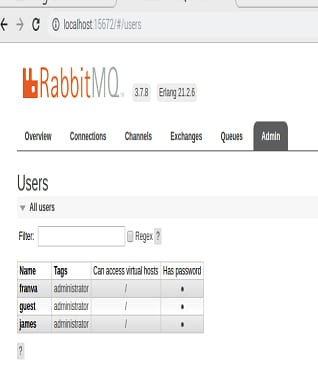 localhost:15672/#/users
RabbitMQ 3.7.8 Erlang 21.2.6
Overview Connections Channels Exchanges Queues Admin
Users
All users
Filter: Regex ?
Name Tags Can access virtual hosts Has password
franva administrator / •
guest administrator / •
james administrator / •
?